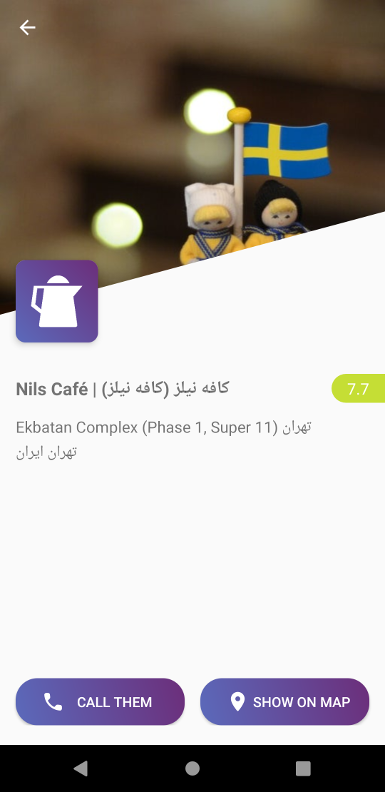 Nils Café | کافه نیلز (کافه نیلز)
7.7
Ekbatan Complex (Phase 1, Super 11) تهران
تهران ایران
CALL THEM
SHOW ON MAP